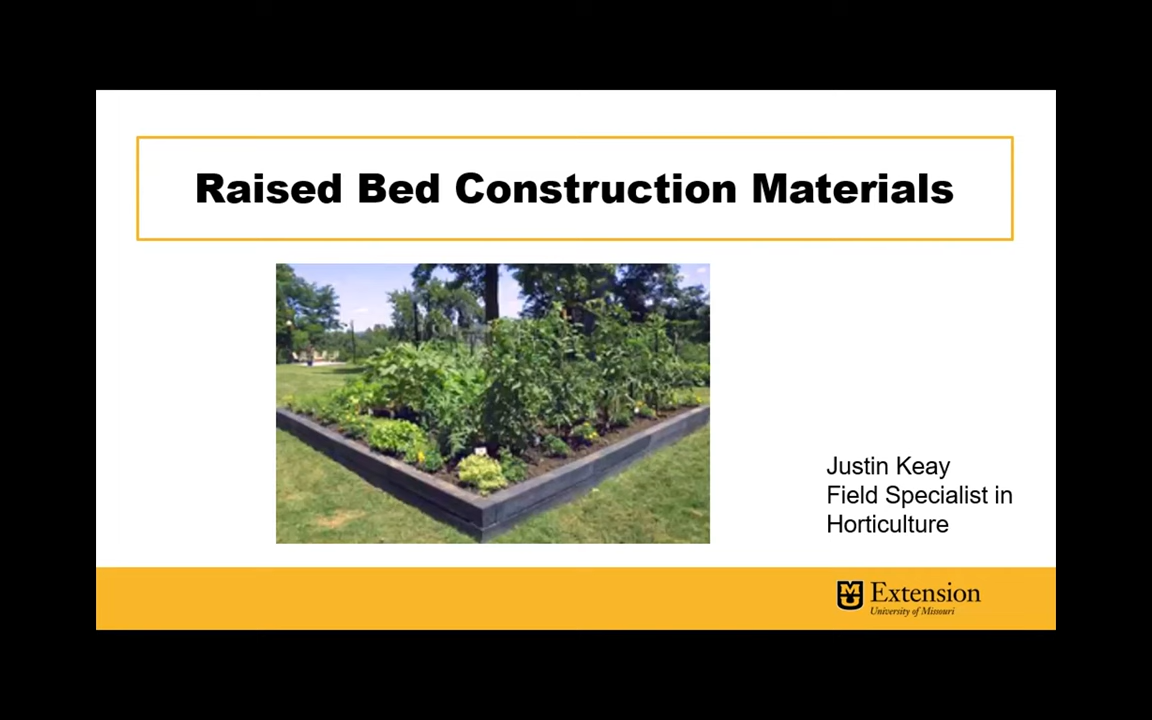 Raised Bed Construction Materials
Justin Keay
Field Specialist in
Horticulture
Extension
University of Missouri